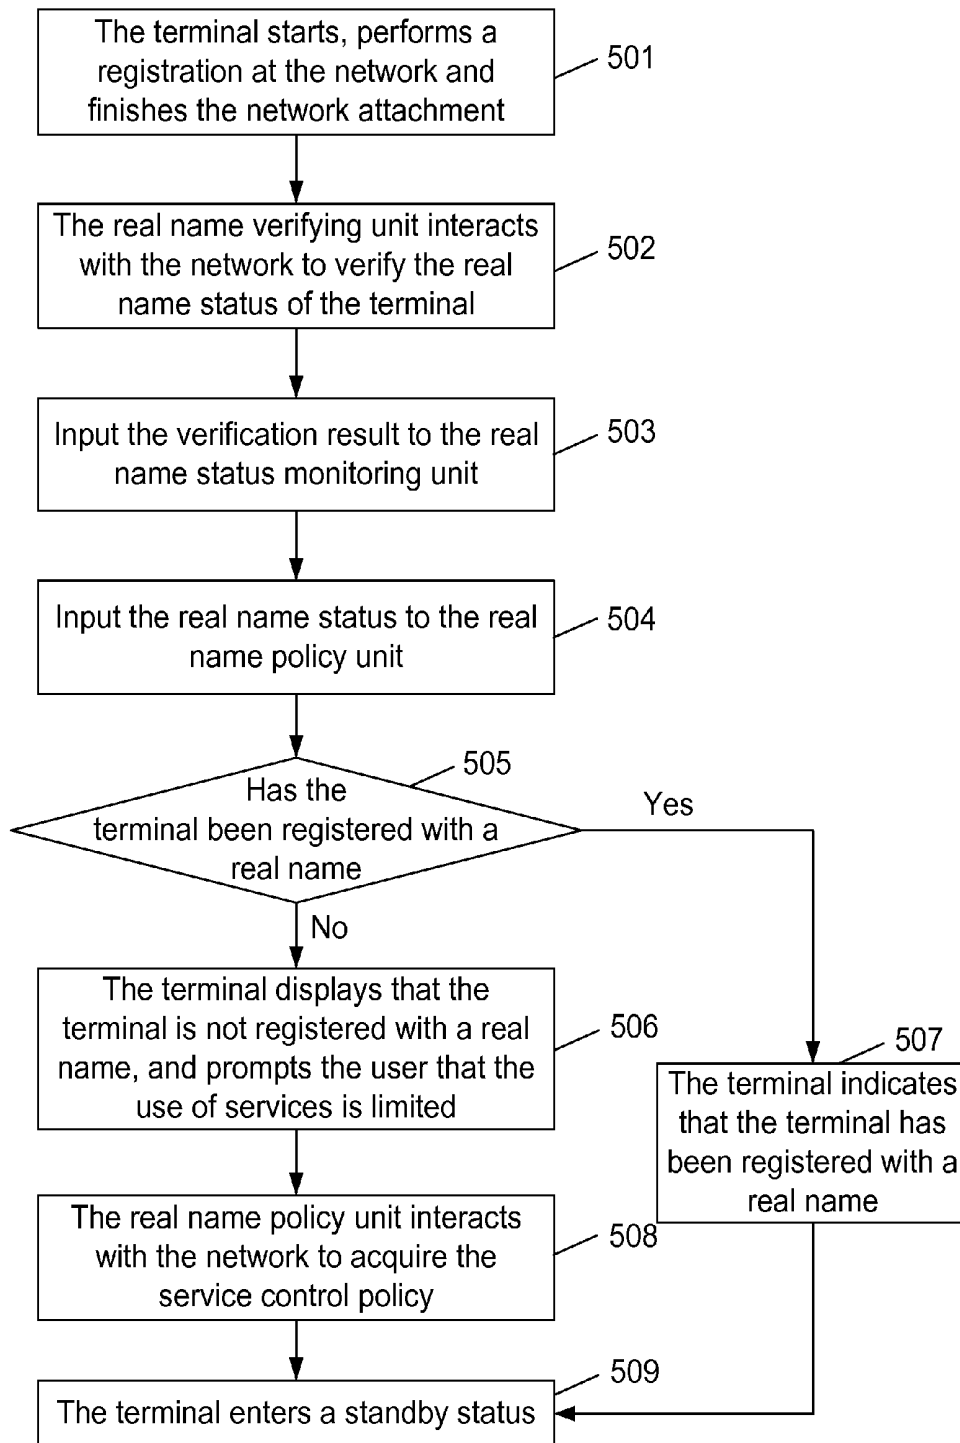 The terminal starts, performs a
registration at the network and
finishes the network attachment
501
The real name verifying unit interacts
with the network to verify the real
name status of the terminal
502
Input the verification result to the real
name status monitoring unit
503
Input the real name status to the real
name policy unit
504
505
Has the
terminal been registered with a
real name
Yes
No
The terminal displays that the
terminal is not registered with a real
name, and prompts the user that the
use of services is limited
506
507
The terminal indicates
that the terminal has
been registered with a
real name
The real name policy unit interacts
with the network to acquire the
service control policy
508
509
The terminal enters a standby status